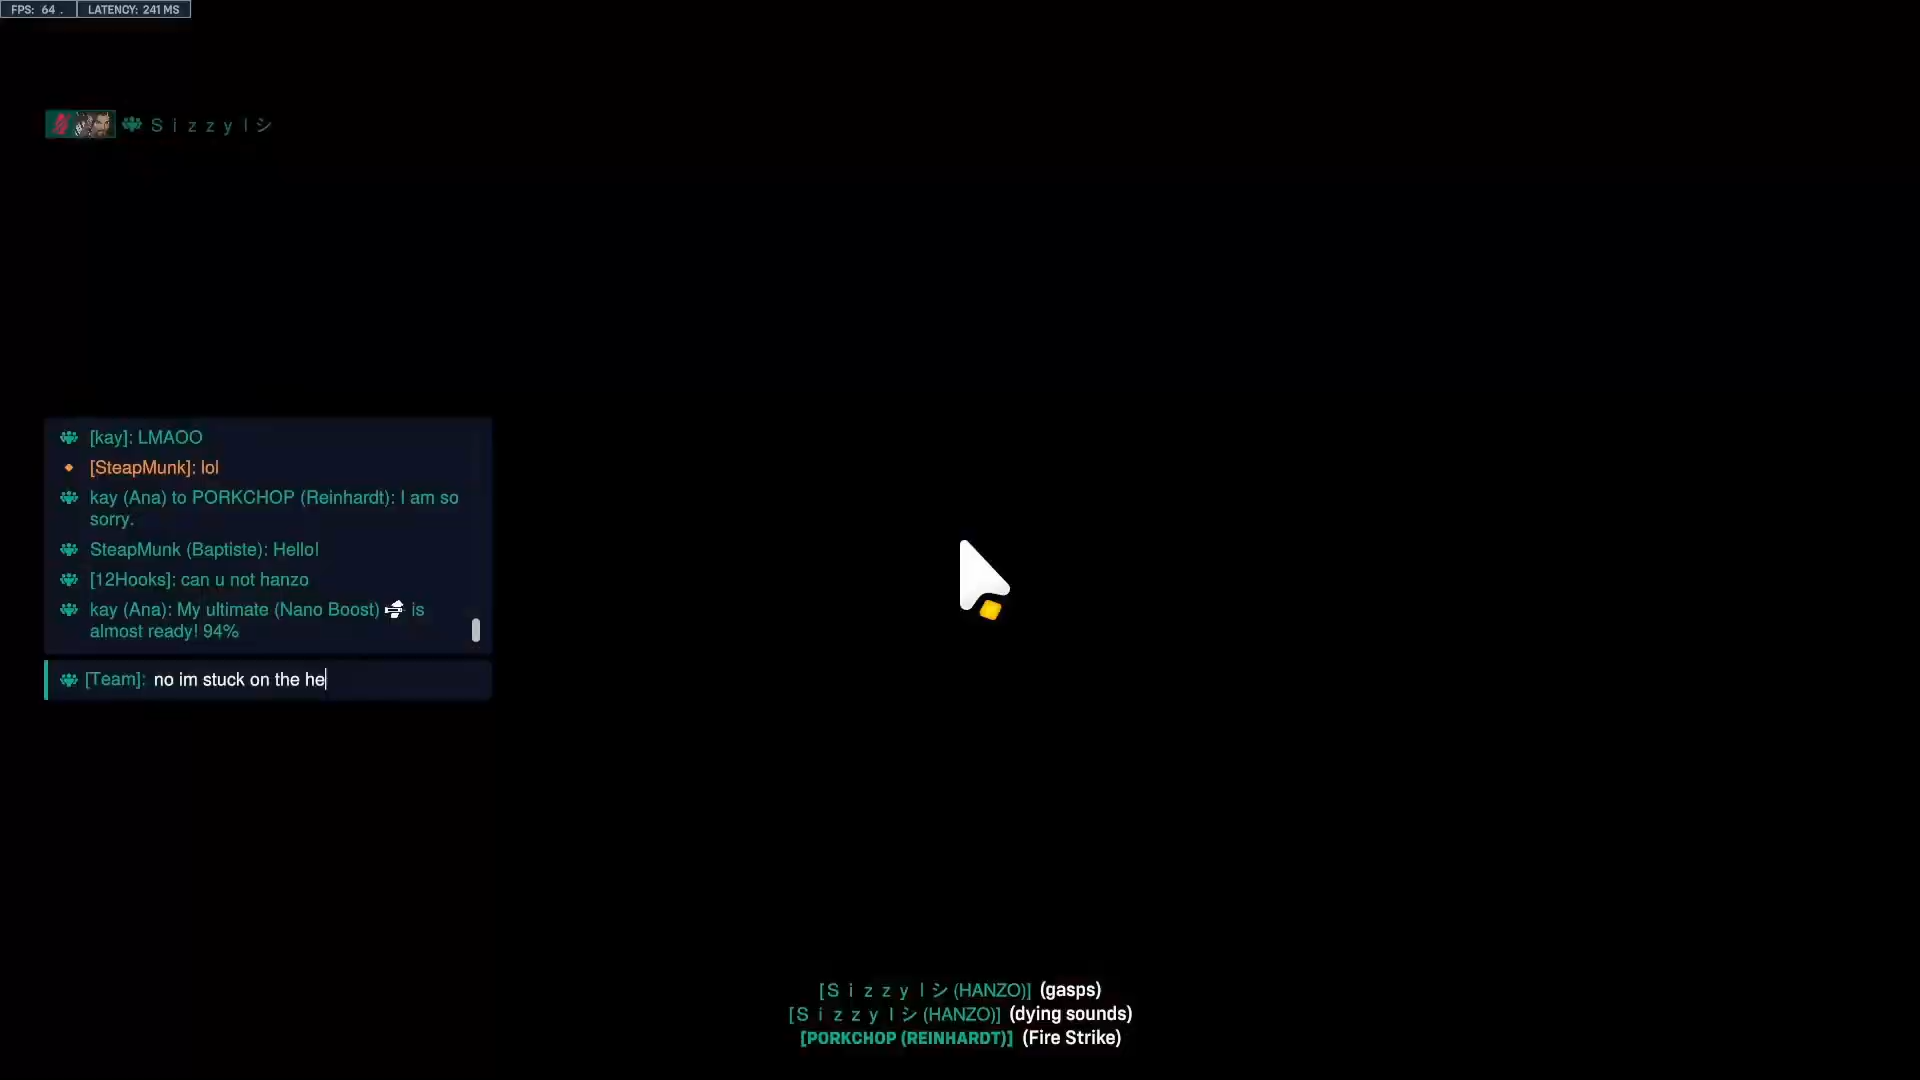 FPS: 64 . LATENCY: 241 MS
S i z z y l シ
[kay]: LMAOO
[SteapMunk]: lol
kay (Ana) to PORKCHOP (Reinhardt): I am so
sorry.
SteapMunk (Baptiste): Hello!
[12Hooks]: can u not hanzo
kay (Ana): My ultimate (Nano Boost) is
almost ready! 94%
[Team]: no im stuck on the he
[S i z z y l シ (HANZO)] (gasps)
[S i z z y l シ (HANZO)] (dying sounds)
[PORKCHOP (REINHARDT)] (Fire Strike)